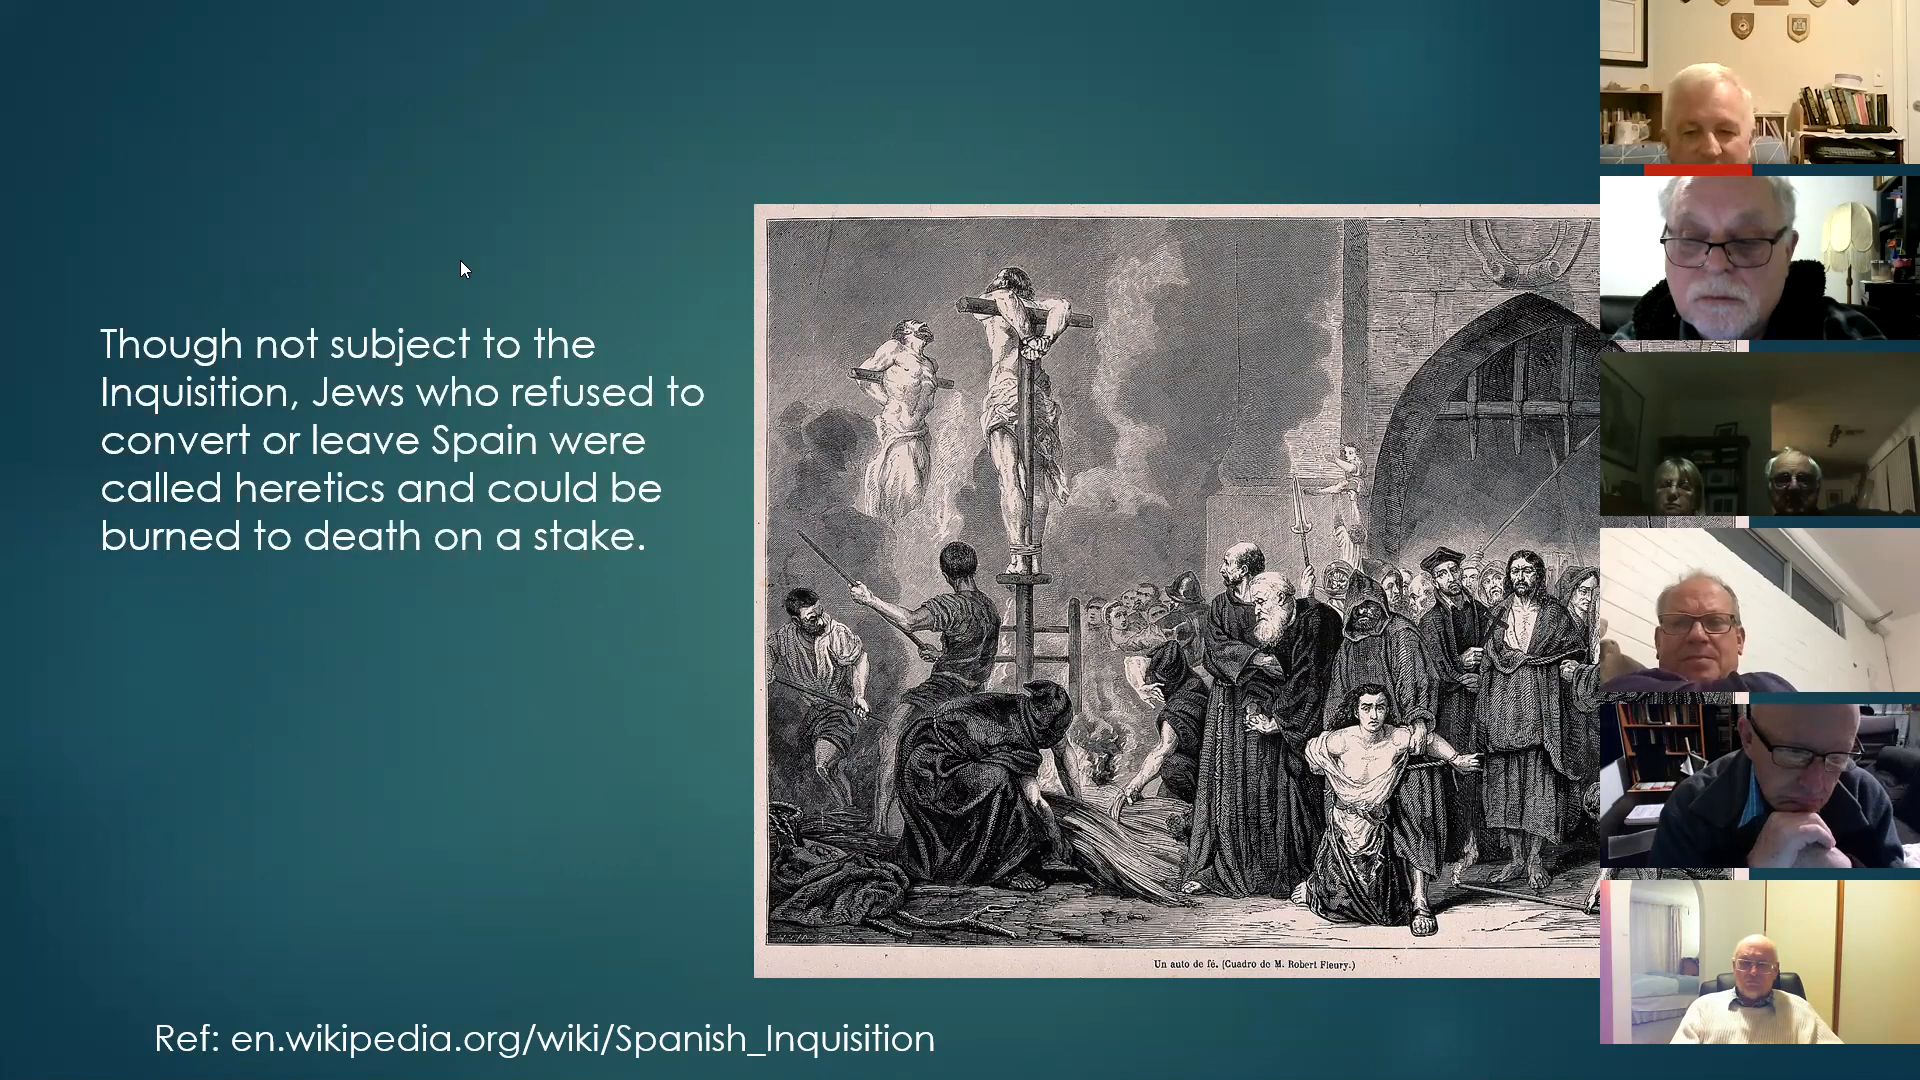 Though not subject to the
Inquisition, Jews who refused to
convert or leave Spain were
called heretics and could be
burned to death on a stake.
Un auto de fé. (Cuadro de M. Robert Fleury.)
Ref: en.wikipedia.org/wiki/Spanish_Inquisition